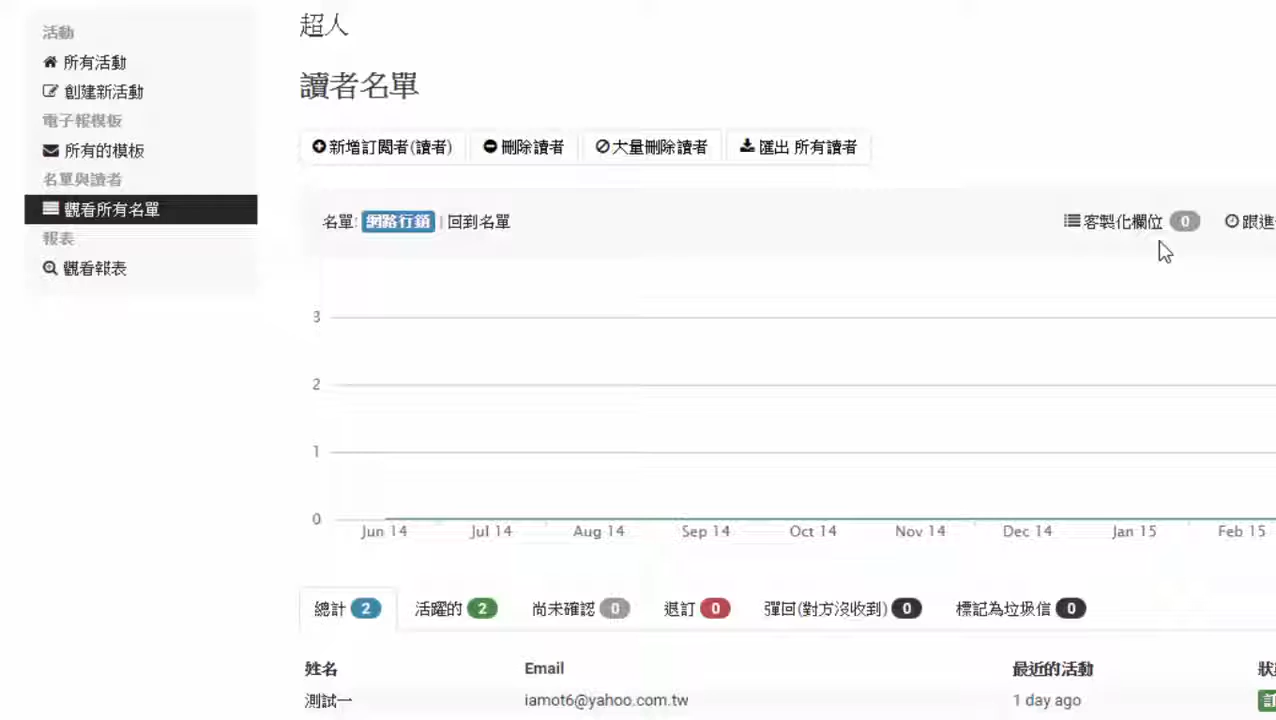 活動
所有活動
創建新活動
電子報模板
所有的模板
名單與讀者
觀看所有名單
報表
觀看報表
超人
讀者名單
新增訂閱者(讀者) 刪除讀者 大量刪除讀者 匯出 所有讀者
名單: 網路行銷 | 回到名單 客製化欄位 0 跟進
3
2
1
0
Jun 14 Jul 14 Aug 14 Sep 14 Oct 14 Nov 14 Dec 14 Jan 15 Feb 15
總計 2 活躍的 2 尚未確認 0 退訂 0 彈回(對方沒收到) 0 標記為垃圾信 0
姓名 Email 最近的活動
測試一 iamot6@yahoo.com.tw 1 day ago